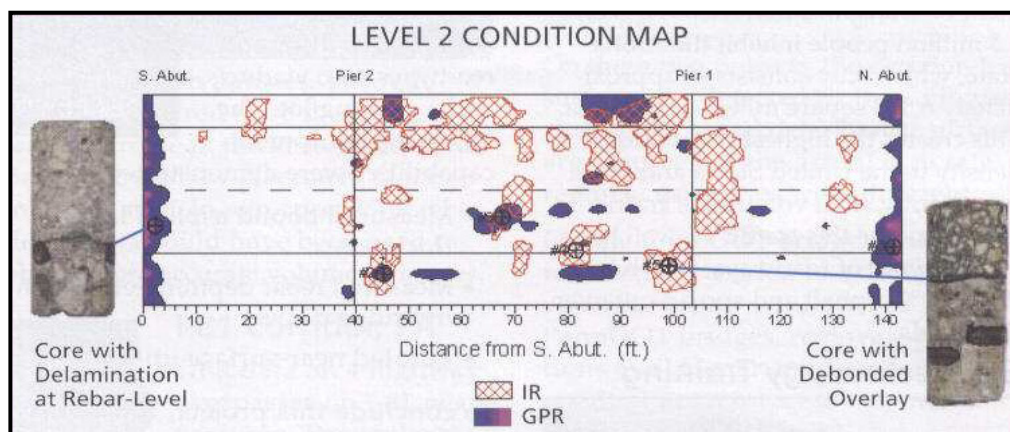 LEVEL 2 CONDITION MAP
S. Abut.
Pier 2
Pier 1
N. Abut.
#
#
#
#5
#
0 10 20 30 40 50 60 70 80 90 100 110 120 130 140
Distance from S. Abut. (ft.)
Core with
Delamination
at Rebar-Level
Core with
Debonded
Overlay
IR
GPR